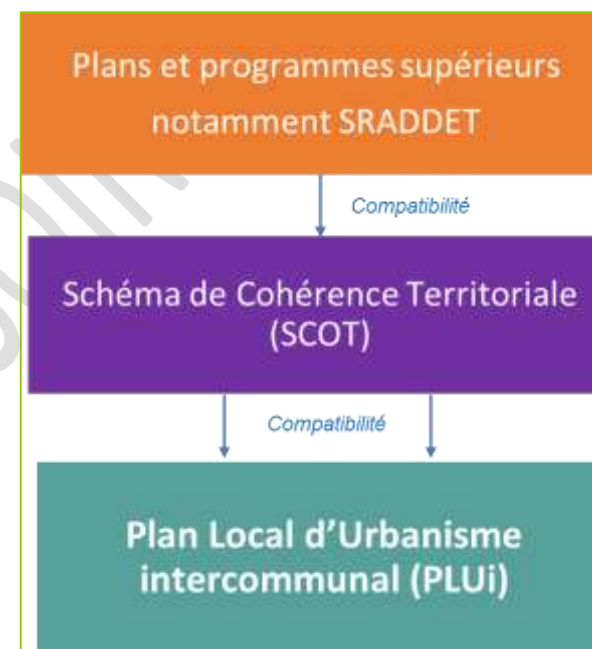 Plans et programmes supérieurs
notamment SRADDET
Compatibilité
Schéma de Cohérence Territoriale
(SCOT)
Compatibilité
Plan Local d’Urbanisme
intercommunal (PLUi)